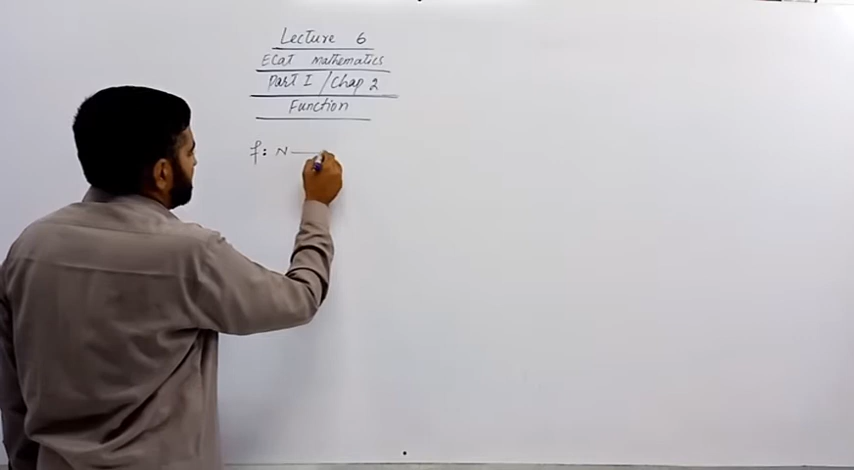 Lecture 6
ECat mathematics
Part I / Chap 2
Function
f: N —